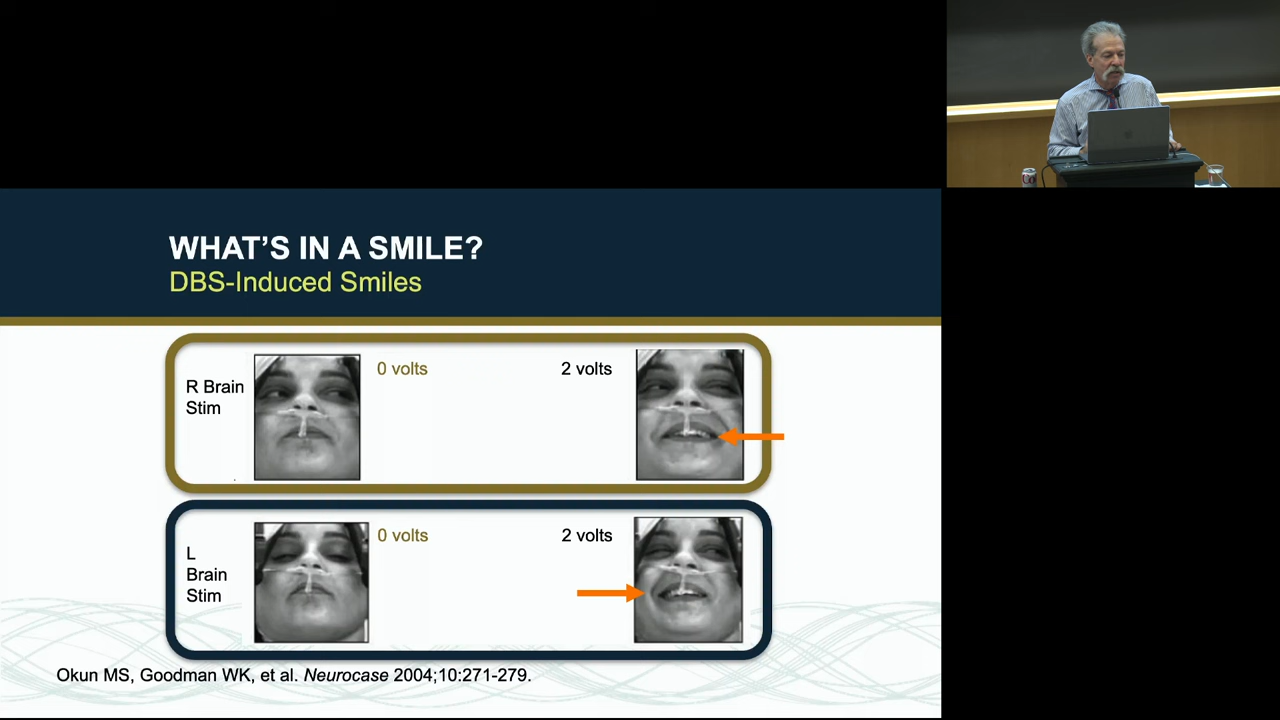 WHAT'S IN A SMILE?
DBS-Induced Smiles
R Brain
Stim
0 volts
2 volts
L
Brain
Stim
0 volts
2 volts
Okun MS, Goodman WK, et al. Neurocase 2004;10:271-279.